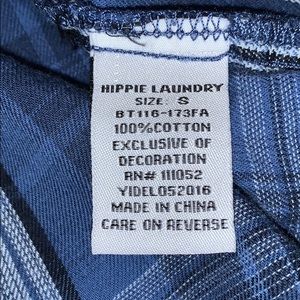 HIPPIE LAUNDRY
SIZE: S
BT116-173FA
100%COTTON
EXCLUSIVE OF
DECORATION
RN# 111052
YIDEL052016
MADE IN CHINA
CARE ON REVERSE